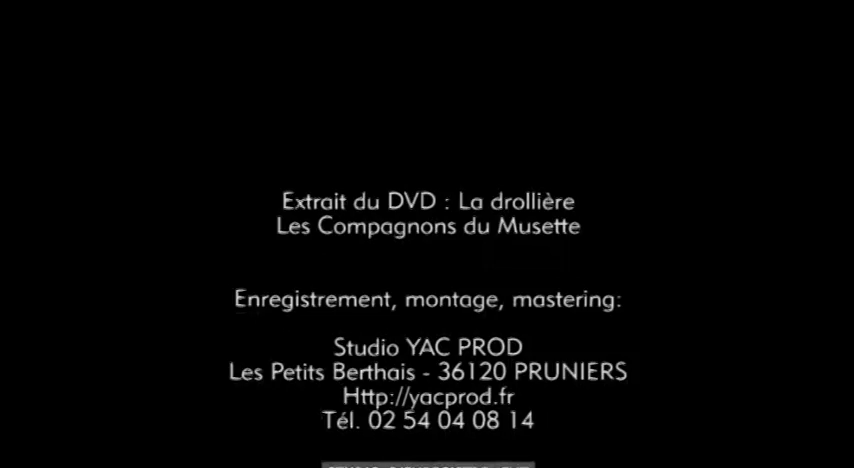 Extrait du DVD : La drollière
Les Compagnons du Musette
Enregistrement, montage, mastering:
Studio YAC PROD
Les Petits Berthais - 36120 PRUNIERS
Http://yacprod.fr
Tél. 02 54 04 08 14